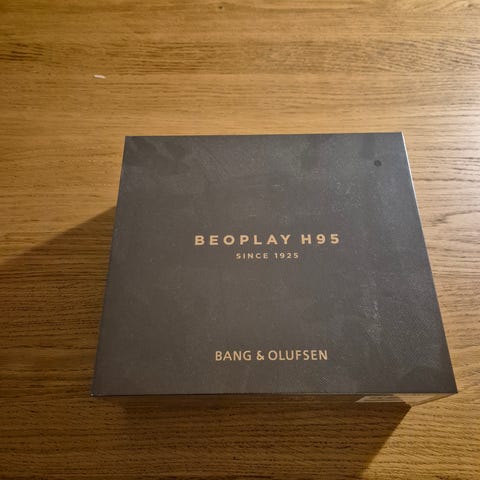 BEOPLAY H95
SINCE 1925
BANG & OLUFSEN